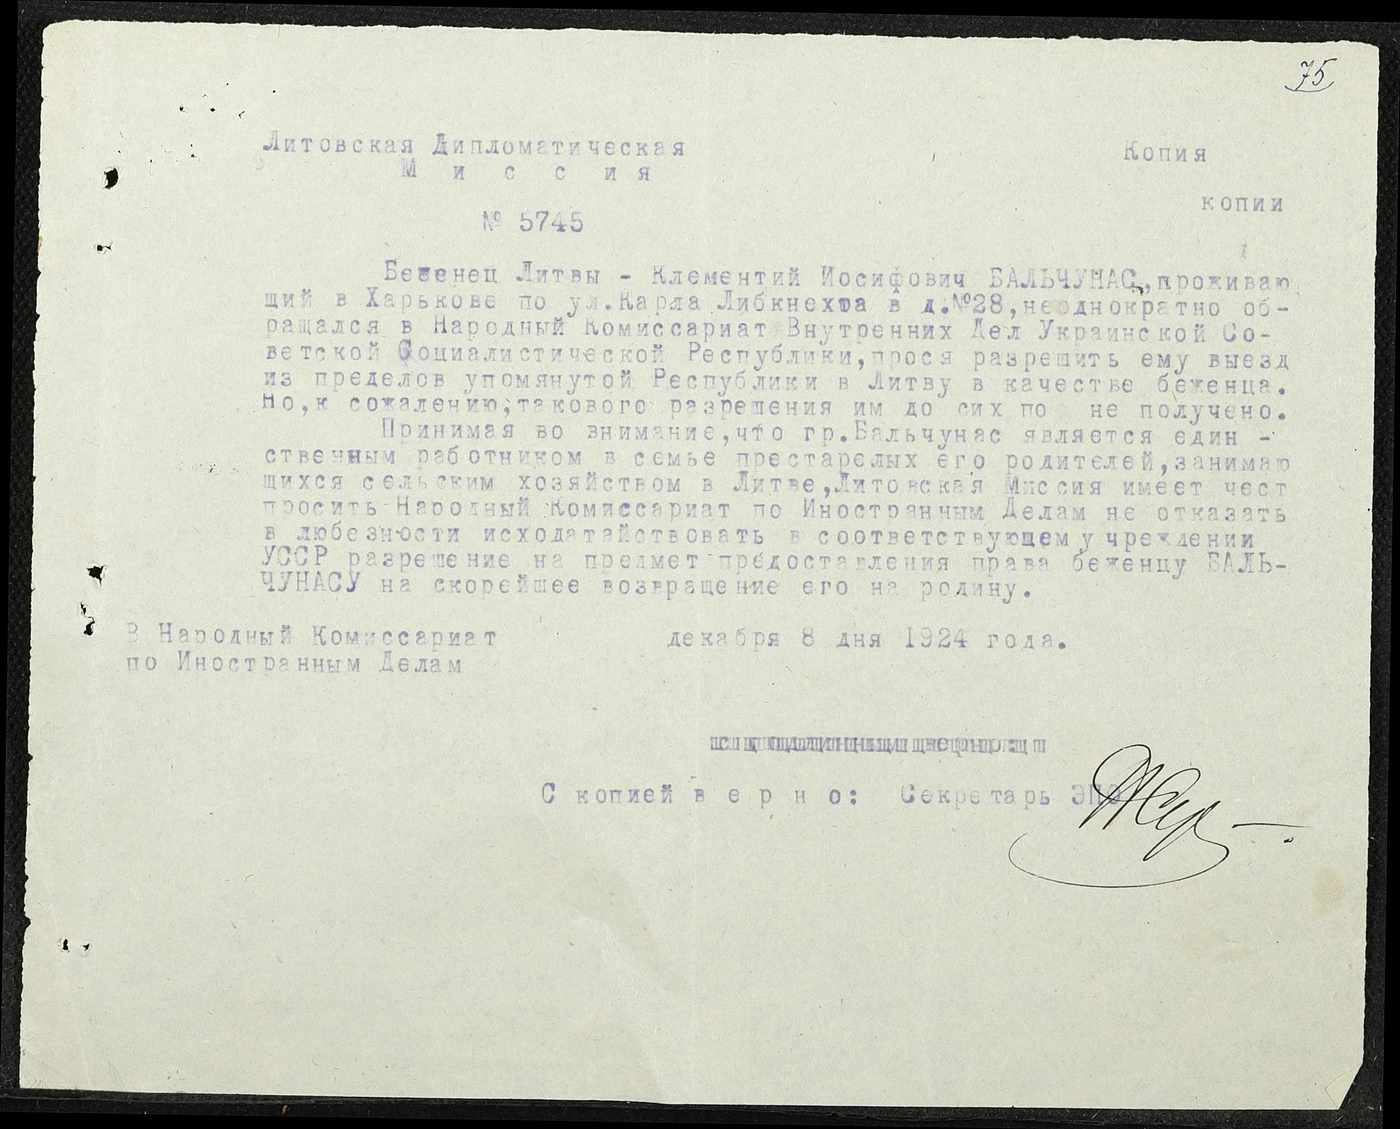 75
Литовская Дипломатическая
М и с с и я
Копия
копии
№ 5745
Беженец Литвы - Клементий Иосифович БАЛЬЧУНАС, проживаю
щий в Харькове по ул.Карла Либкнехта в д.№28,неоднократно об-
ращался в Народный Комиссариат Внутренних Дел Украинской Со-
ветской Социалистической Республики,прося разрешить ему выезд
из пределов упомянутой Республики в Литву в качестве беженца.
Но,к сожалению,такового разрешения им до сих по не получено.
Принимая во внимание,что гр.Бальчунас является един -
ственным работником в семье престарелых его родителей,занимаю
щихся сельским хозяйством в Литве,Литовская Миссия имеет чест
просить Народный Комиссариат по Иностранным Делам не отказать
в любезности исходатайствовать в соответствующем учреждении
УССР разрешение на предмет предоставления права беженцу БАЛЬ-
ЧУНАСУ на скорейшее возвращение его на родину.
В Народный Комиссариат
по Иностранным Делам
декабря 8 дня 1924 года.
С копией в е р н о: Секретарь